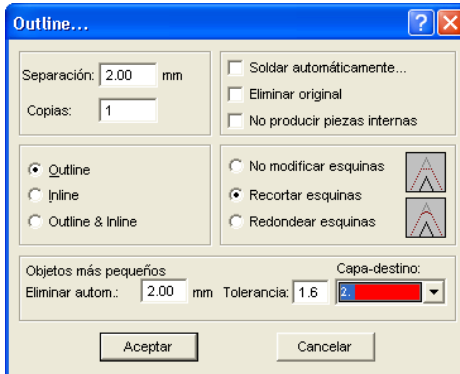 Outline...
Separación: 2.00 mm
Copias: 1
Soldar automáticamente...
Eliminar original
No producir piezas internas
Outline
Inline
Outline & Inline
No modificar esquinas
Recortar esquinas
Redondear esquinas
Objetos más pequeños
Eliminar autom.: 2.00 mm Tolerancia: 1.6
Capa-destino:
2.
Aceptar
Cancelar